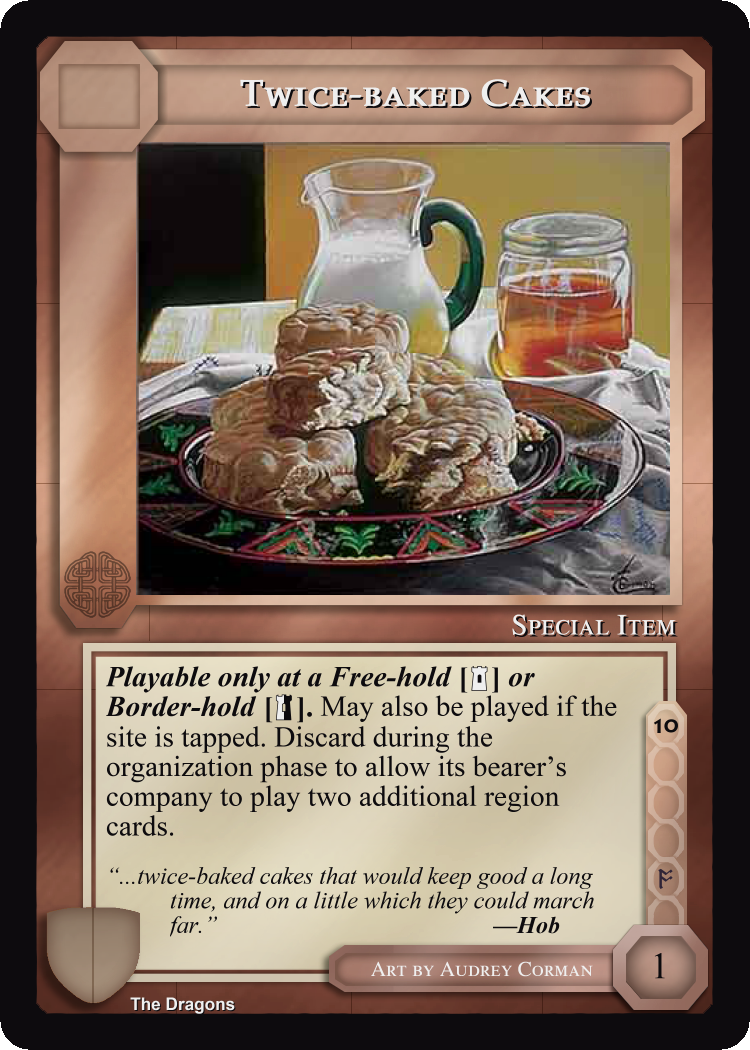 Twice-baked Cakes
Corman
Special Item
Playable only at a Free-hold [ ] or
Border-hold [ ]. May also be played if the
site is tapped. Discard during the
organization phase to allow its bearer’s
company to play two additional region
cards.
10
“...twice-baked cakes that would keep good a long
time, and on a little which they could march
far.” —Hob
Art by Audrey Corman
1
The Dragons